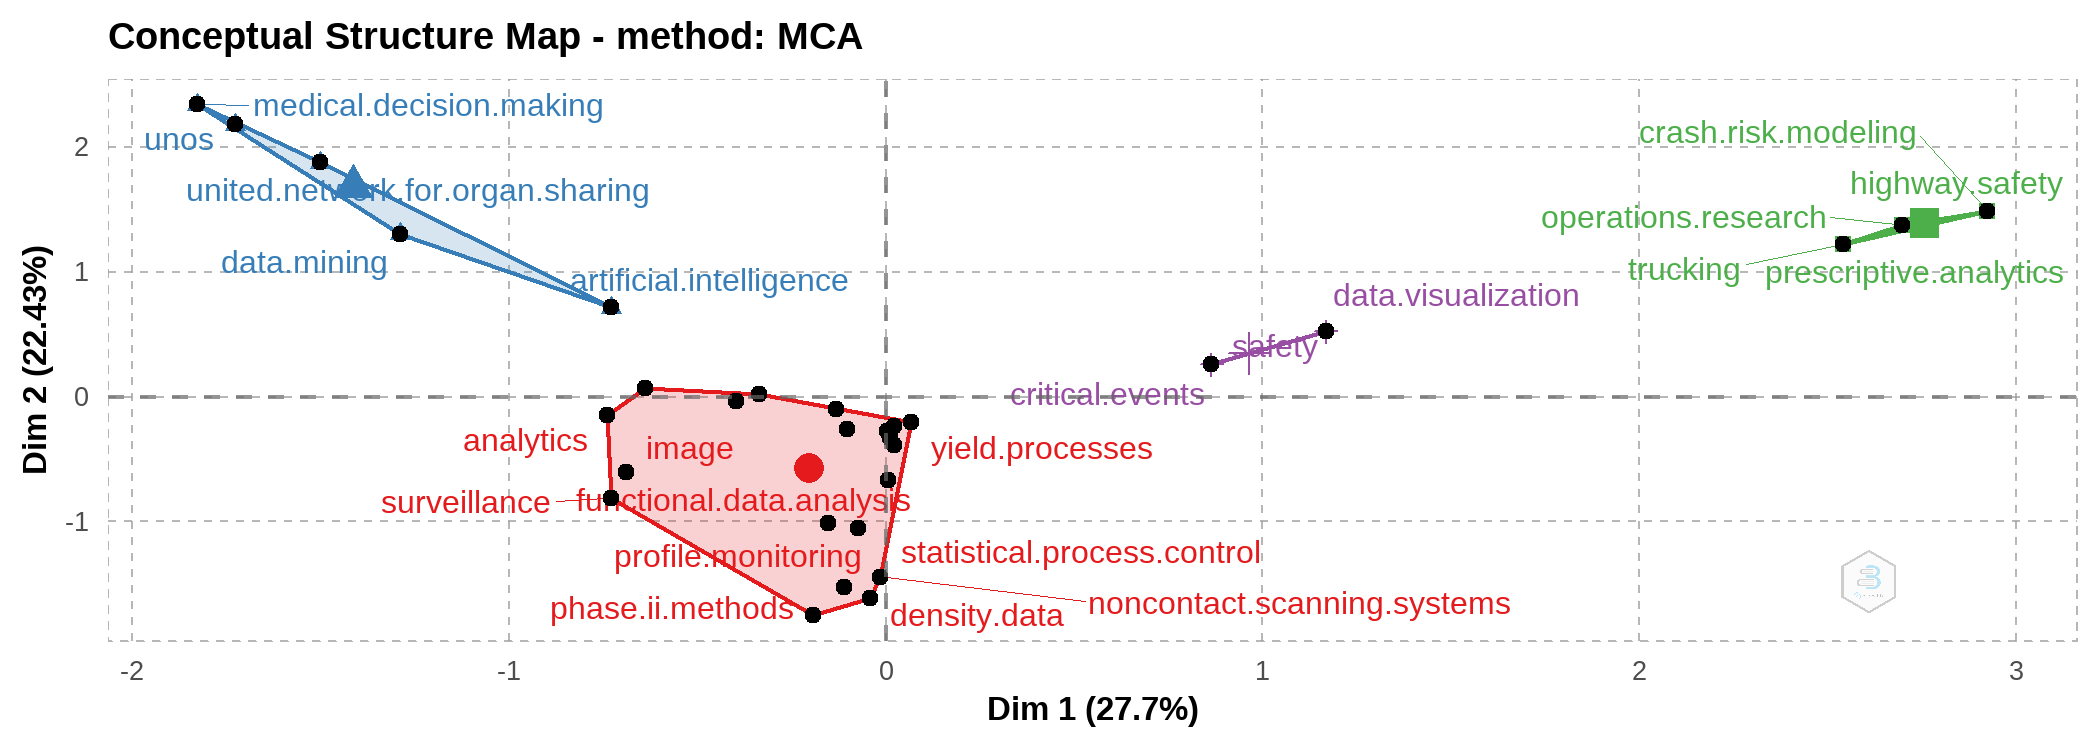 Conceptual Structure Map - method: MCA
medical.decision.making
unos
crash.risk.modeling
united.network.for.organ.sharing
highway.safety
operations.research
data.mining
artificial.intelligence
trucking
prescriptive.analytics
data.visualization
safety
critical.events
analytics
image
yield.processes
surveillance
functional.data.analysis
profile.monitoring
statistical.process.control
phase.ii.methods
density.data
noncontact.scanning.systems
2
1
0
-1
Dim 2 (22.43%)
-2
-1
0
1
2
3
Dim 1 (27.7%)